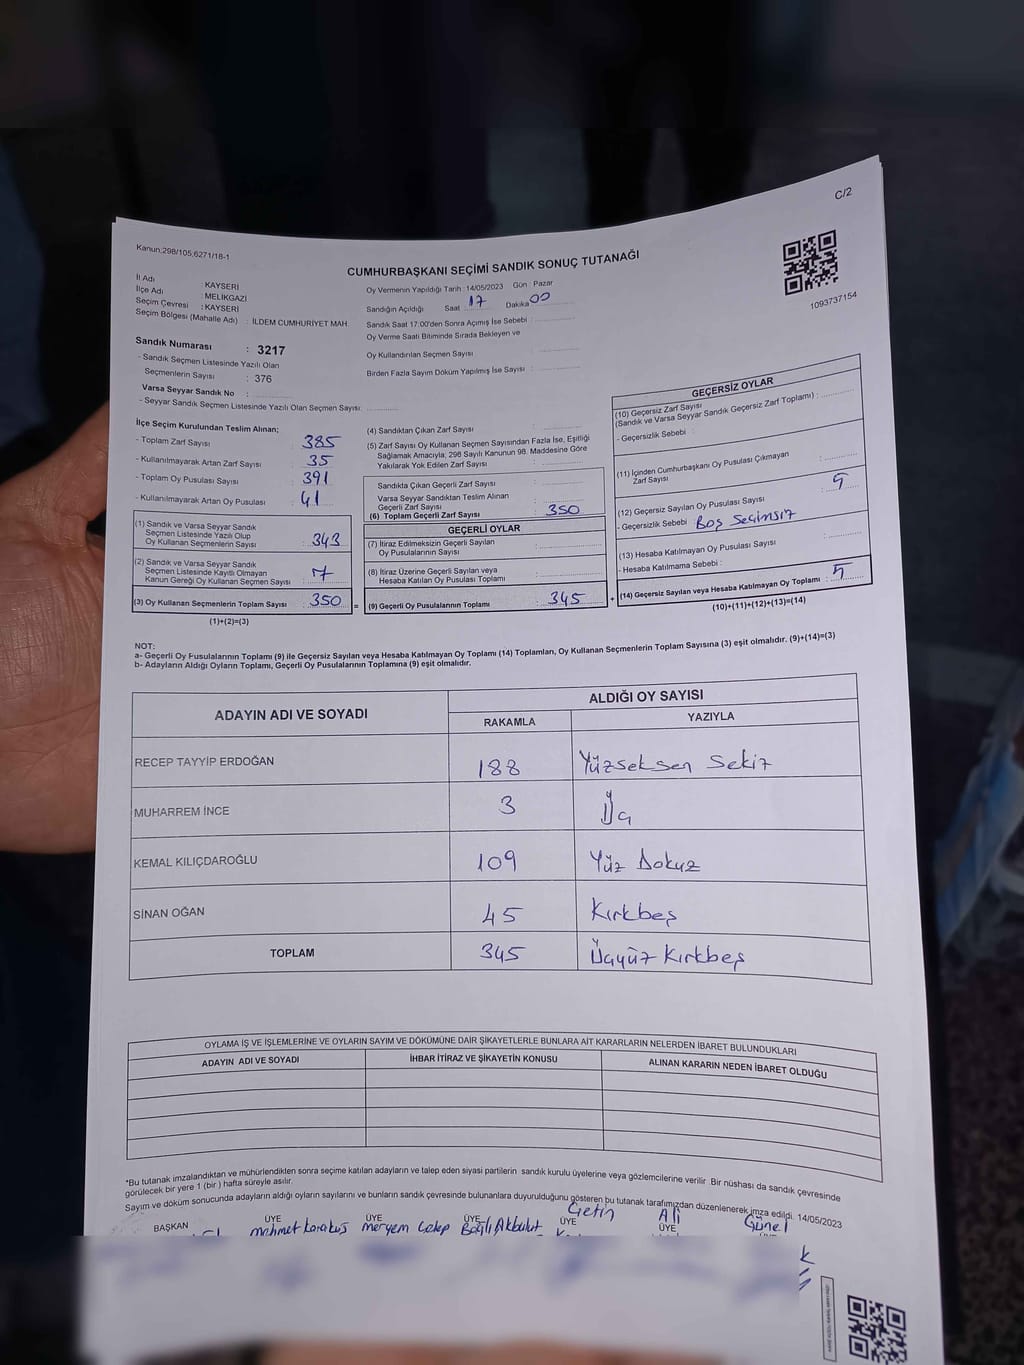 C/2
Kanun:298/105;6271/18-1
CUMHURBAŞKANI SEÇİMİ SANDIK SONUÇ TUTANAĞI
1093737154
İl Adı : KAYSERİ
İlçe Adı : MELİKGAZİ
Seçim Çevresi : KAYSERİ
Seçim Bölgesi (Mahalle Adı) : İLDEM CUMHURİYET MAH
Sandık Numarası : 3217
- Sandık Seçmen Listesinde Yazılı Olan
Seçmenlerin Sayısı : 376
Varsa Seyyar Sandık No :
- Seyyar Sandık Seçmen Listesinde Yazılı Olan Seçmen Sayısı:
Oy Vermenin Yapıldığı Tarih : 14/05/2023 Gün : Pazar
Sandığın Açıldığı Saat 17 Dakika 00
Sandık Saat 17:00'den Sonra Açımış İse Sebebi :
Oy Verme Saati Bitiminde Sırada Bekleyen ve
Oy Kullandırılan Seçmen Sayısı :
Birden Fazla Sayım Döküm Yapılmış İse Sayısı :
İlçe Seçim Kurulundan Teslim Alınan;
- Toplam Zarf Sayısı : 385
- Kullanılmayarak Artan Zarf Sayısı : 35
- Toplam Oy Pusulası Sayısı : 391
- Kullanılmayarak Artan Oy Pusulası : 41
(1) Sandık ve Varsa Seyyar Sandık
Seçmen Listesinde Yazılı Olup
Oy Kullanan Seçmenlerin Sayısı : 343
(2) Sandık ve Varsa Seyyar Sandık
Seçmen Listesinde Kayıtlı Olmayan
Kanun Gereği Oy Kullanan Seçmen Sayısı : 7
(3) Oy Kullanan Seçmenlerin Toplam Sayısı : 350 =
(1)+(2)=(3)
(4) Sandıktan Çıkan Zarf Sayısı :
(5) Zarf Sayısı Oy Kullanan Seçmen Sayısından Fazla İse, Eşitliği
Sağlamak Amacıyla; 298 Sayılı Kanunun 98. Maddesine Göre
Yakılarak Yok Edilen Zarf Sayısı :
Sandıkta Çıkan Geçerli Zarf Sayısı :
Varsa Seyyar Sandıktan Teslim Alınan
Geçerli Zarf Sayısı :
(6) Toplam Geçerli Zarf Sayısı : 350
GEÇERLİ OYLAR
(7) İtiraz Edilmeksizin Geçerli Sayılan
Oy Pusulalarının Sayısı :
(8) İtiraz Üzerine Geçerli Sayılan veya
Hesaba Katılan Oy Pusulası Toplamı :
(9) Geçerli Oy Pusulalarının Toplamı : 345 +
GEÇERSİZ OYLAR
(10) Geçersiz Zarf Sayısı
(Sandık ve Varsa Seyyar Sandık Geçersiz Zarf Toplamı) :
- Geçersizlik Sebebi :
(11) İçinden Cumhurbaşkanı Oy Pusulası Çıkmayan
Zarf Sayısı :
(12) Geçersiz Sayılan Oy Pusulası Sayısı : 5
- Geçersizlik Sebebi Boş Seçimsiz
(13) Hesaba Katılmayan Oy Pusulası Sayısı :
- Hesaba Katılmama Sebebi :
(14) Geçersiz Sayılan veya Hesaba Katılmayan Oy Toplamı : 5
(10)+(11)+(12)+(13)=(14)
NOT:
a- Geçerli Oy Pusulalarının Toplamı (9) ile Geçersiz Sayılan veya Hesaba Katılmayan Oy Toplamı (14) Toplamları, Oy Kullanan Seçmenlerin Toplam Sayısına (3) eşit olmalıdır. (9)+(14)=(3)
b- Adayların Aldığı Oyların Toplamı, Geçerli Oy Pusulalarının Toplamına (9) eşit olmalıdır.
ADAYIN ADI VE SOYADI
ALDIĞI OY SAYISI
RAKAMLA YAZIYLA
RECEP TAYYİP ERDOĞAN 188 Yüzseksen Sekiz
MUHARREM İNCE 3 Üç
KEMAL KILIÇDAROĞLU 109 Yüz Dokuz
SİNAN OĞAN 45 Kırkbeş
TOPLAM 345 Üçyüz Kırkbeş
OYLAMA İŞ VE İŞLEMLERİNE VE OYLARIN SAYIM VE DÖKÜMÜNE DAİR ŞİKAYETLERLE BUNLARA AİT KARARLARIN NELERDEN İBARET BULUNDUKLARI
ADAYIN ADI VE SOYADI İHBAR İTİRAZ VE ŞİKAYETİN KONUSU ALINAN KARARIN NEDEN İBARET OLDUĞU
*Bu tutanak imzalandıktan ve mühürlendikten sonra seçime katılan adayların ve talep eden siyasi partilerin sandık kurulu üyelerine veya gözlemcilerine verilir. Bir nüshası da sandık çevresinde
görülecek bir yere 1 (bir) hafta süreyle asılır.
Sayım ve döküm sonucunda adayların aldığı oyların sayılarını ve bunların sandık çevresinde bulunanlara duyurulduğunu gösteren bu tutanak tarafımızdan düzenlenerek imza edildi. 14/05/2023
BAŞKAN ÜYE ÜYE ÜYE ÜYE ÜYE
mahmet karakuş meryem Akbulut Çetin Ali Günel